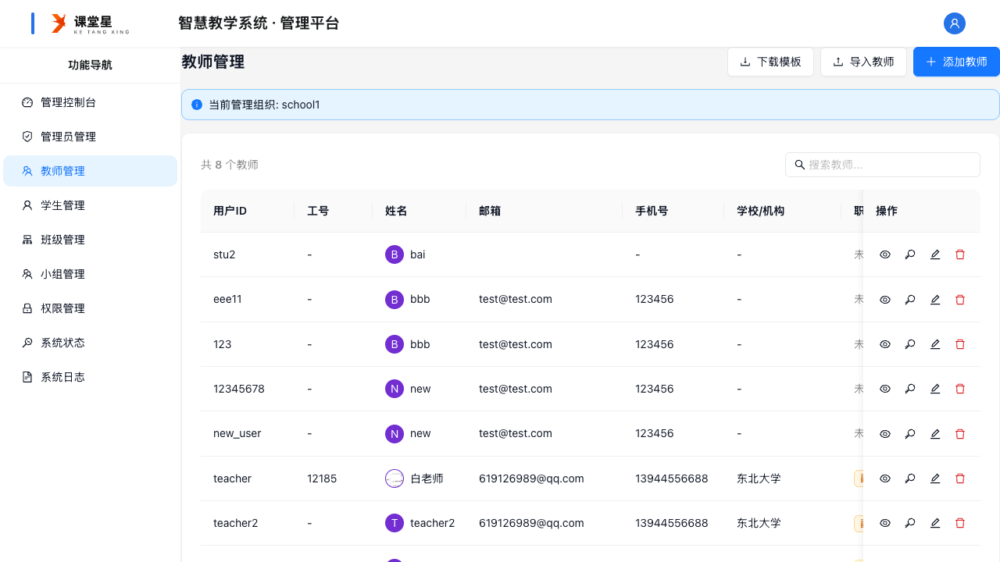 课堂星
KE TANG XING
智慧教学系统 · 管理平台
功能导航
管理控制台
管理员管理
教师管理
学生管理
班级管理
小组管理
权限管理
系统状态
系统日志
教师管理
下载模板
导入教师
添加教师
当前管理组织: school1
共 8 个教师
搜索教师...
用户ID 工号 姓名 邮箱 手机号 学校/机构 职 操作
stu2 - B bai - - 未
eee11 - B bbb test@test.com 123456 - 未
123 - B bbb test@test.com 123456 - 未
12345678 - N new test@test.com 123456 - 未
new_user - N new test@test.com 123456 - 未
teacher 12185 白老师 619126989@qq.com 13944556688 东北大学
teacher2 - T teacher2 619126989@qq.com 13944556688 东北大学